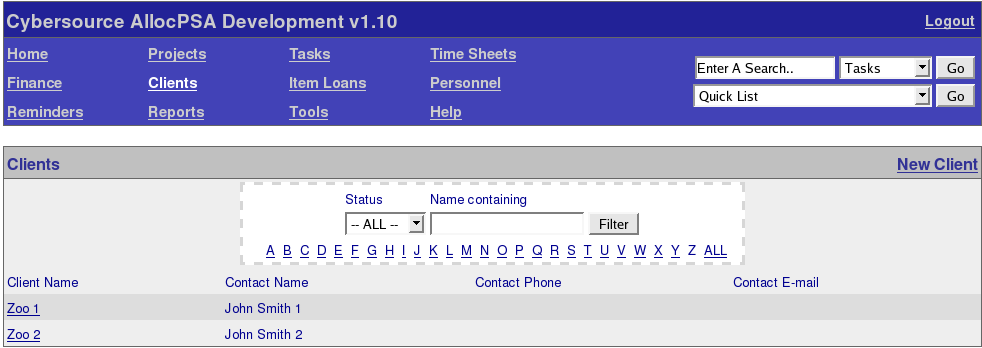 Cybersource AllocPSA Development v1.10 Logout
Home Projects Tasks Time Sheets
Enter A Search.. Tasks Go
Finance Clients Item Loans Personnel
Quick List Go
Reminders Reports Tools Help
Clients New Client
Status Name containing
-- ALL -- Filter
A B C D E F G H I J K L M N O P Q R S T U V W X Y Z ALL
Client Name Contact Name Contact Phone Contact E-mail
Zoo 1 John Smith 1
Zoo 2 John Smith 2